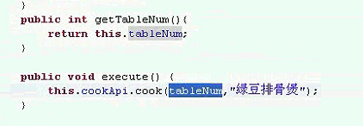 }
public int getTableNum(){
return this.tableNum;
}
public void execute() {
this.cookApi.cook(tableNum,"绿豆排骨煲");
}